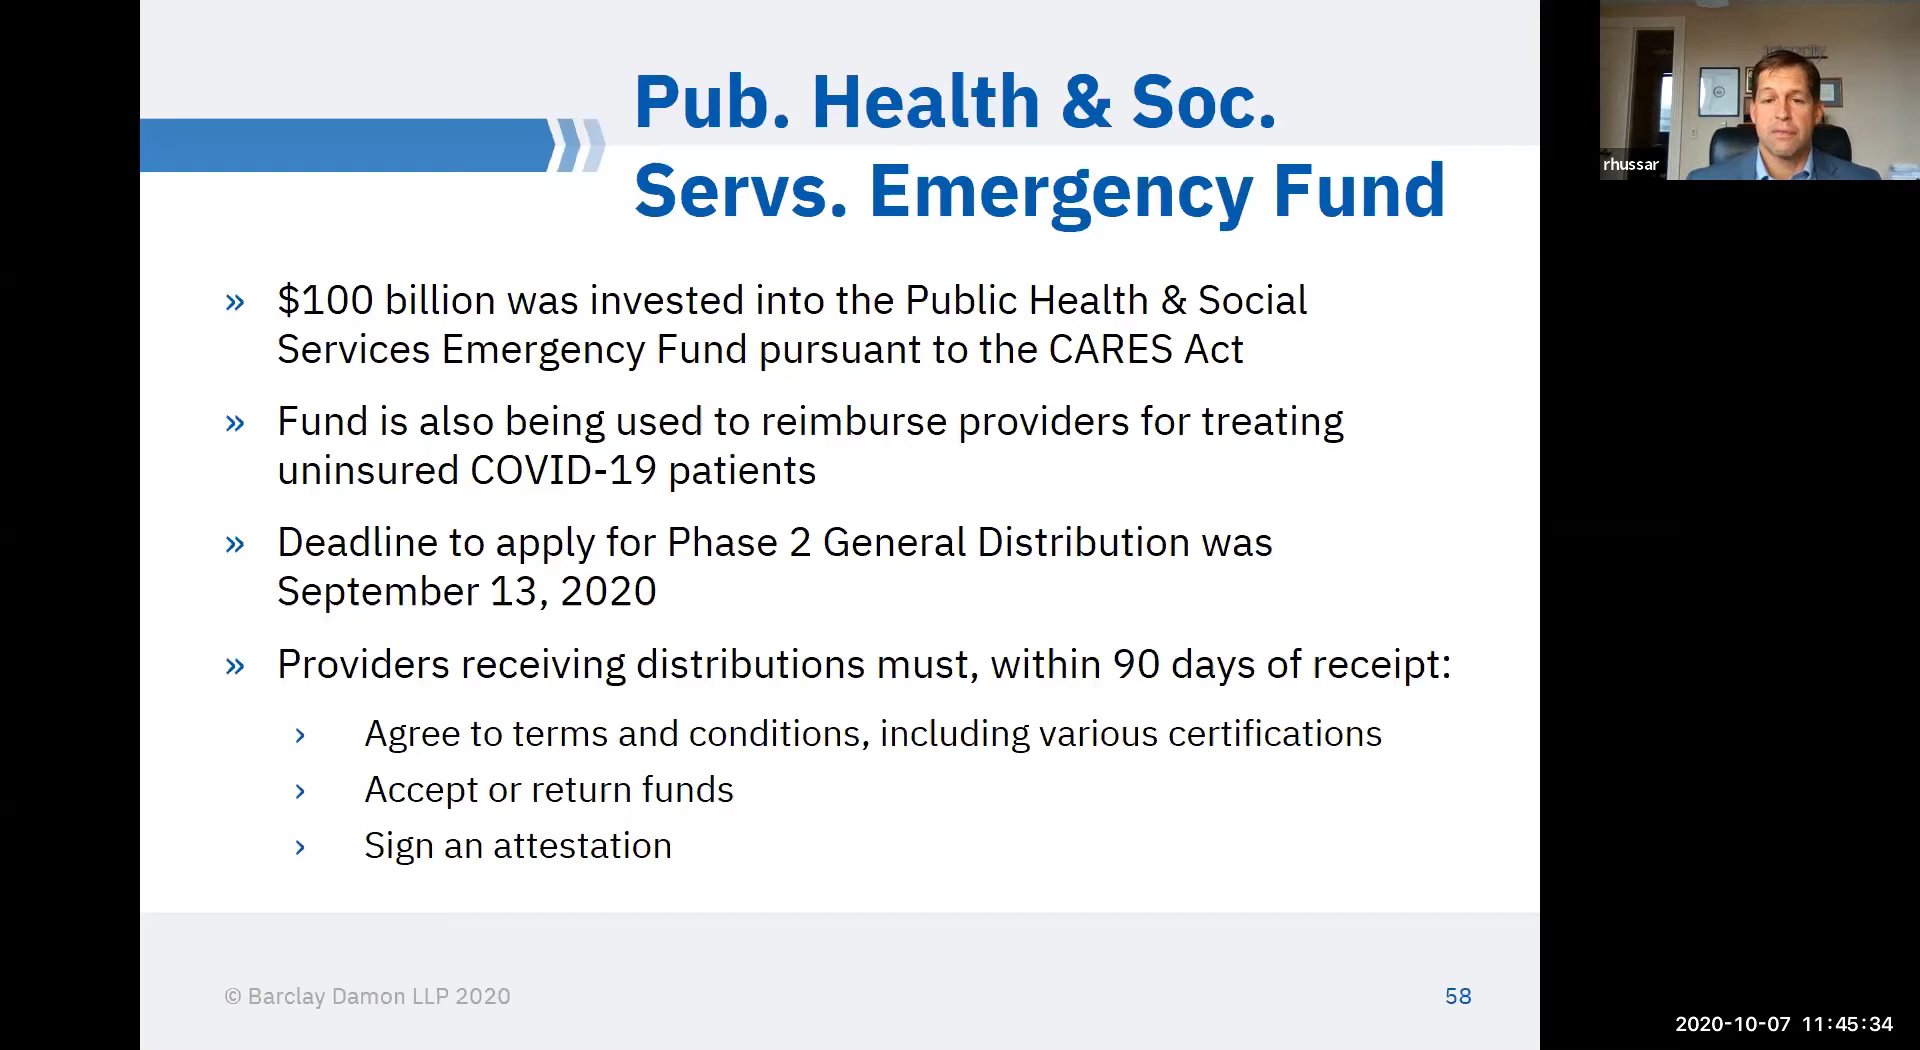 Pub. Health & Soc.
Servs. Emergency Fund
» $100 billion was invested into the Public Health & Social
Services Emergency Fund pursuant to the CARES Act
» Fund is also being used to reimburse providers for treating
uninsured COVID-19 patients
» Deadline to apply for Phase 2 General Distribution was
September 13, 2020
» Providers receiving distributions must, within 90 days of receipt:
› Agree to terms and conditions, including various certifications
› Accept or return funds
› Sign an attestation
© Barclay Damon LLP 2020
58
rhussar
2020-10-07 11:45:34